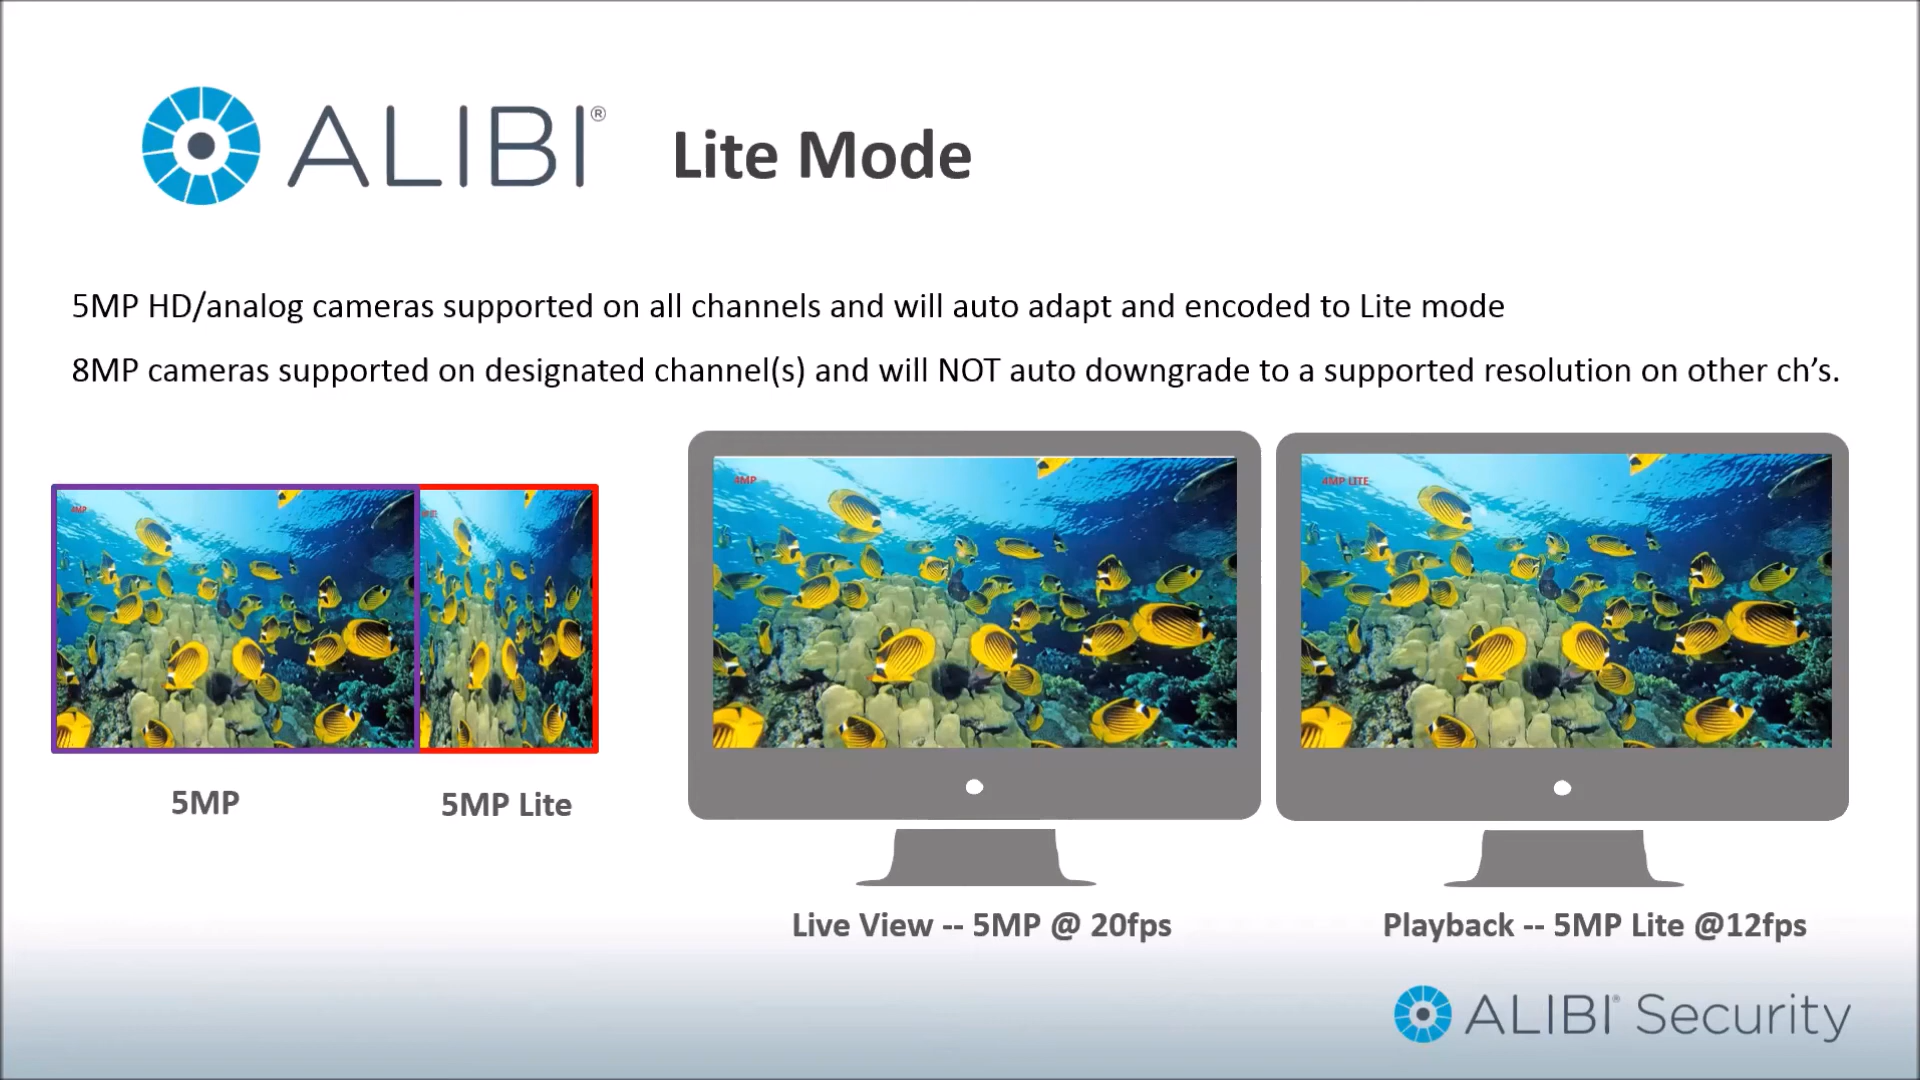 ALIBI®
Lite Mode
5MP HD/analog cameras supported on all channels and will auto adapt and encoded to Lite mode
8MP cameras supported on designated channel(s) and will NOT auto downgrade to a supported resolution on other ch's.
4MP
4MP
4MP LITE
5MP
5MP Lite
Live View -- 5MP @ 20fps
Playback -- 5MP Lite @12fps
ALIBI® Security